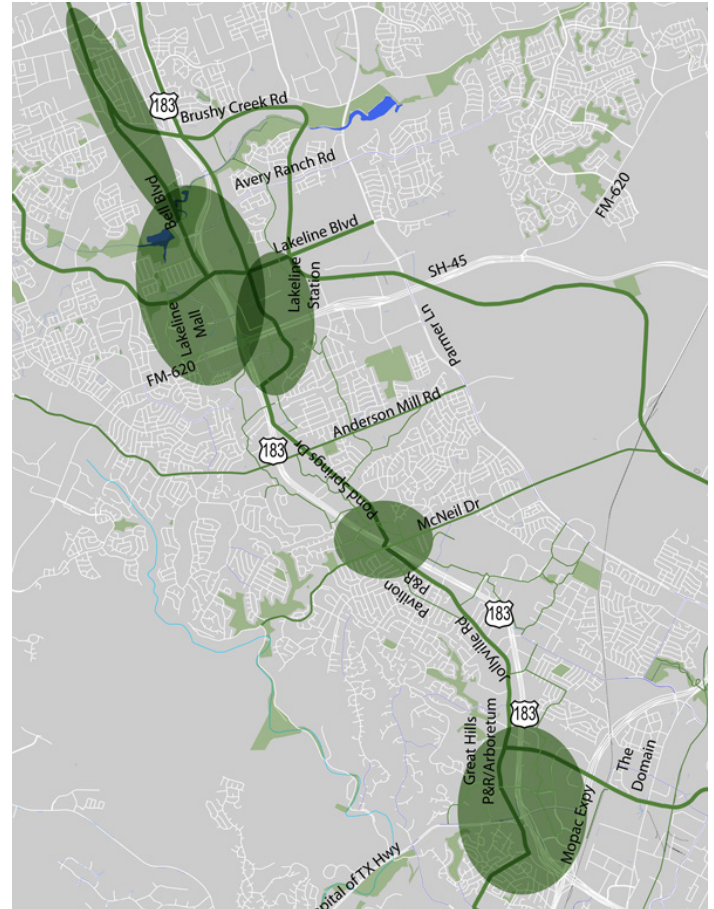 183
Brushy Creek Rd
Avery Ranch Rd
FM-620
Bell Blvd
Lakeline Blvd
Lakeline
Station
SH-45
Lakeline
Mall
FM-620
Parmer Ln
Anderson Mill Rd
183
Pond Springs Dr
McNeil Dr
Pavilion
P&R
183
Jollyville Rd
183
Great Hills
P&R/Arboretum
The
Domain
Mopac Expy
pital of TX Hwy